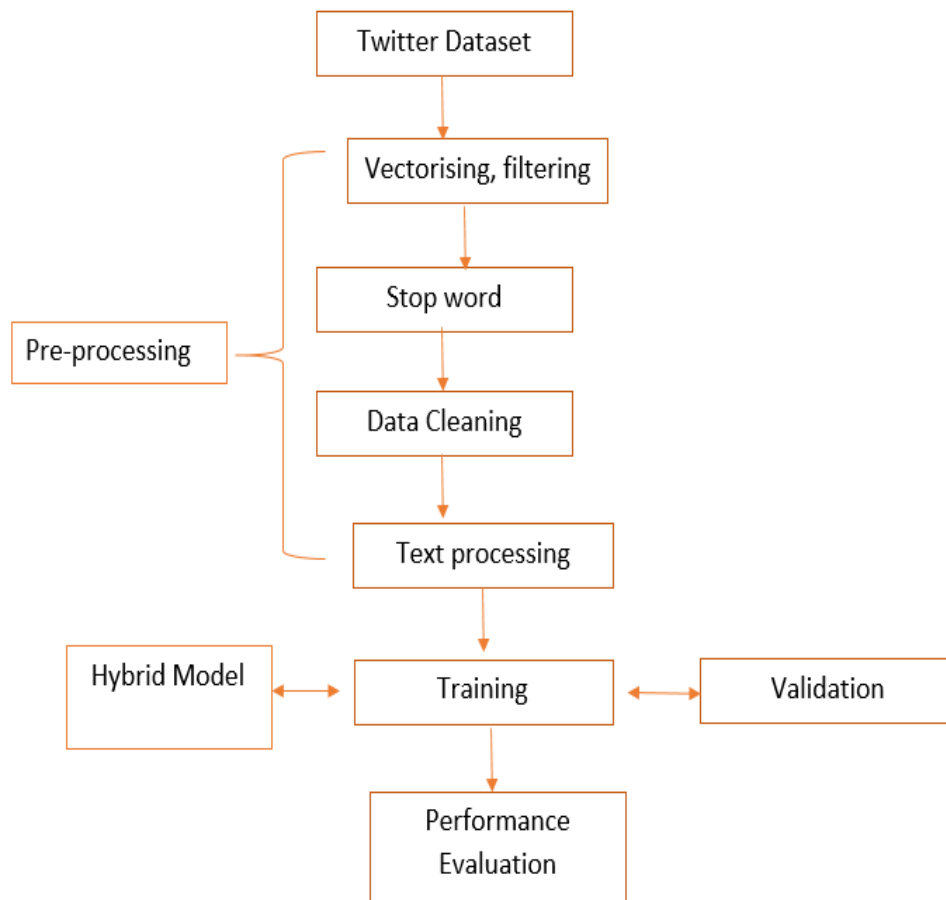 Twitter Dataset
Vectorising, filtering
Stop word
Pre-processing
Data Cleaning
Text processing
Hybrid Model
Training
Validation
Performance
Evaluation